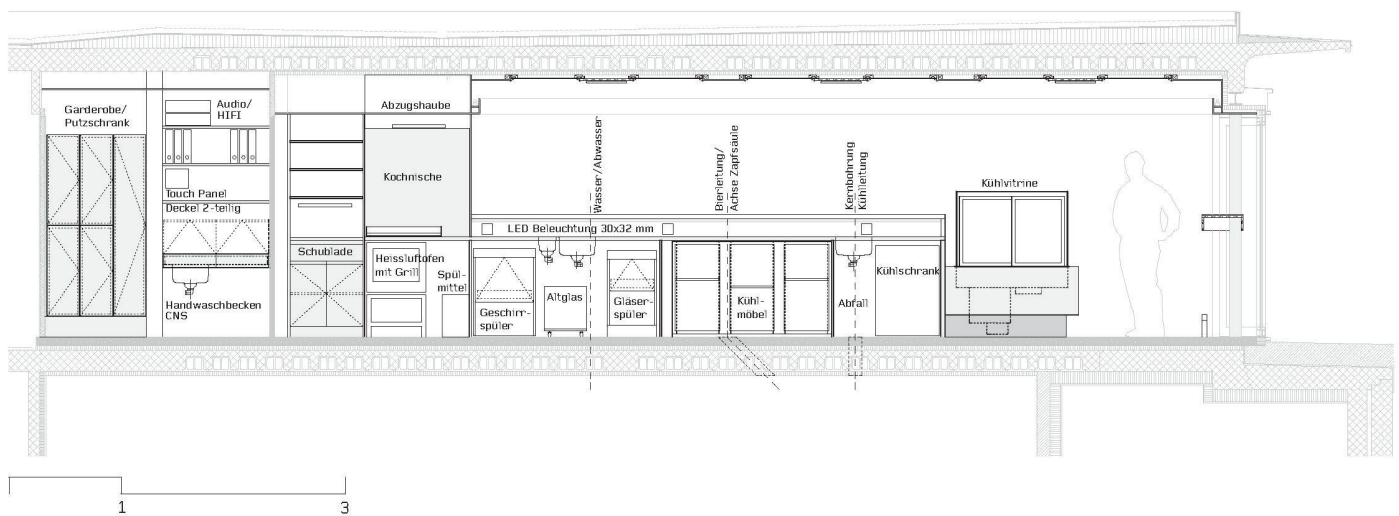 Garderobe/
Putzschrank
Audio/
HIFI
Touch Panel
Deckel 2-teilig
Handwaschbecken
CNS
Schublade
Abzugshaube
Kochnische
Heissluftofen
mit Grill
Spül-
mittel
LED Beleuchtung 30x32 mm
Geschirr-
spüler
Altglas
Wasser/Abwasser
Gläser-
spüler
Bierleitung/
Achse Zapfsäule
Kühl-
möbel
Kernbohrung
Kühlleitung
Abfall
Kühlschrank
Kühlvitrine
1
3